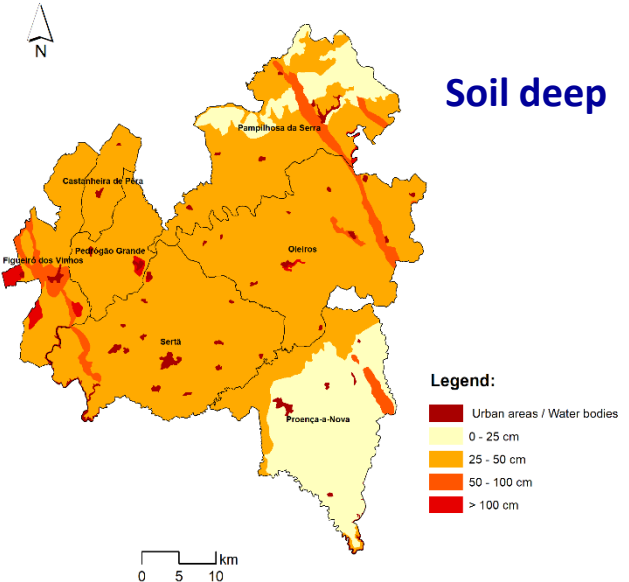 N
Soil deep
Pampilhosa da Serra
Castanheira de Pêra
Pedrógão Grande
Oleiros
Figueiró dos Vinhos
Sertã
Proença-a-Nova
Legend:
Urban areas / Water bodies
0 - 25 cm
25 - 50 cm
50 - 100 cm
> 100 cm
km
0 5 10